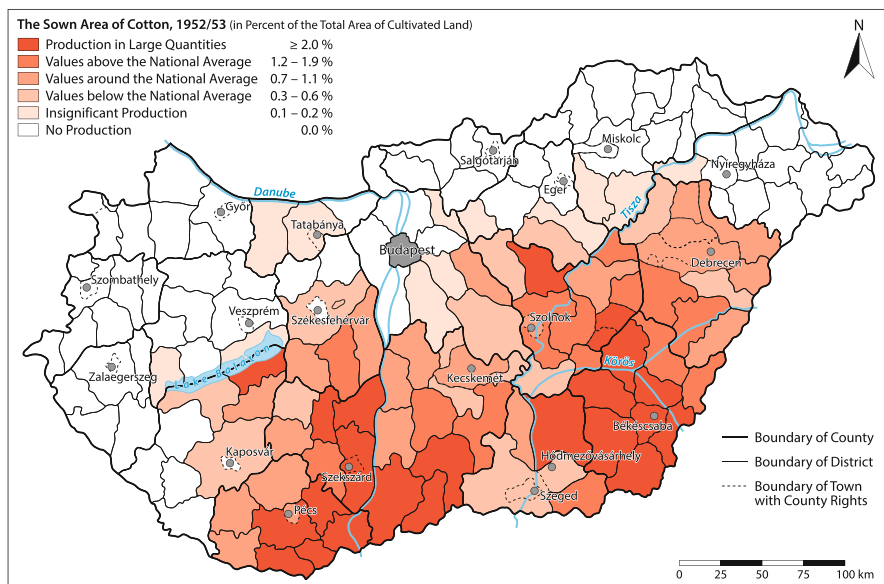 The Sown Area of Cotton, 1952/53 (in Percent of the Total Area of Cultivated Land)
Production in Large Quantities ≥ 2.0 %
Values above the National Average 1.2 – 1.9 %
Values around the National Average 0.7 – 1.1 %
Values below the National Average 0.3 – 0.6 %
Insignificant Production 0.1 – 0.2 %
No Production 0.0 %
N
Miskolc
Salgótarján
Nyíregyháza
Eger
Danube
Győr
Tisza
Tatabánya
Budapest
Debrecen
Szombathely
Veszprém
Székesfehérvár
Szolnok
Lake Balaton
Körös
Zalaegerszeg
Kecskemét
Békéscsaba
Boundary of County
Kaposvár
Hódmezővásárhely
Boundary of District
Szekszárd
Szeged
Boundary of Town
with County Rights
Pécs
0 25 50 75 100 km